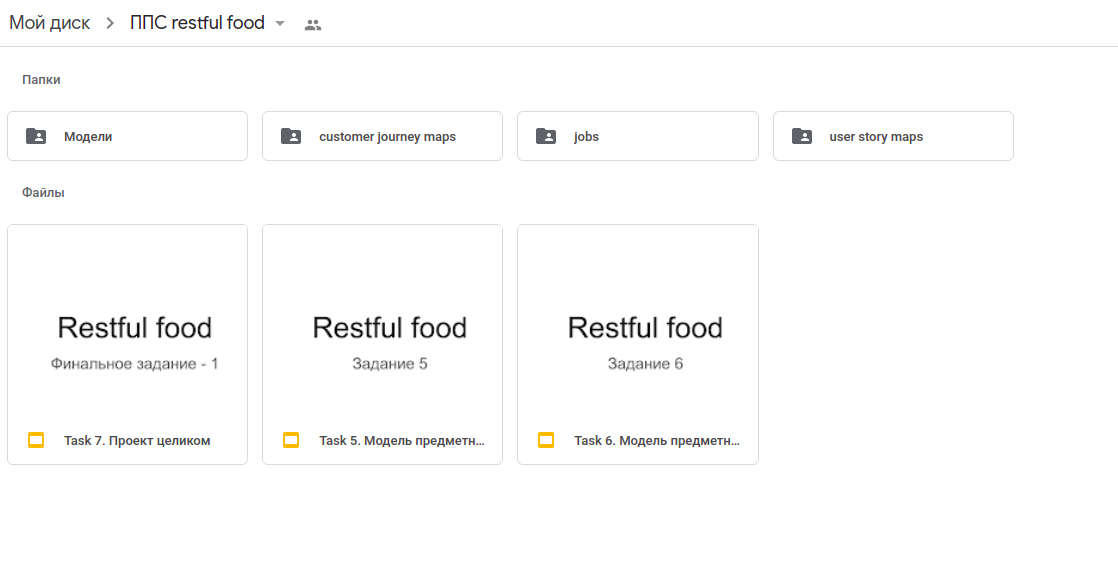 Мой диск > ППС restful food
Папки
Модели
customer journey maps
jobs
user story maps
Файлы
Restful food
Финальное задание - 1
Task 7. Проект целиком
Restful food
Задание 5
Task 5. Модель предметн...
Restful food
Задание 6
Task 6. Модель предметн...